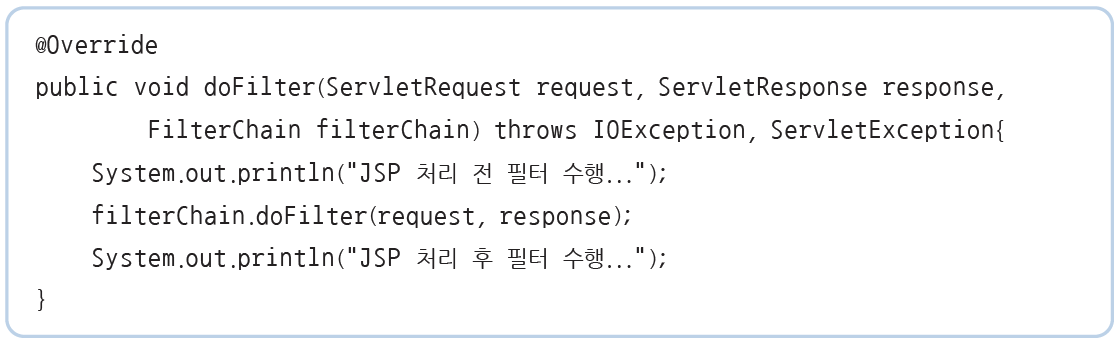 @Override
public void doFilter(ServletRequest request, ServletResponse response,
FilterChain filterChain) throws IOException, ServletException{
System.out.println("JSP 처리 전 필터 수행...");
filterChain.doFilter(request, response);
System.out.println("JSP 처리 후 필터 수행...");
}